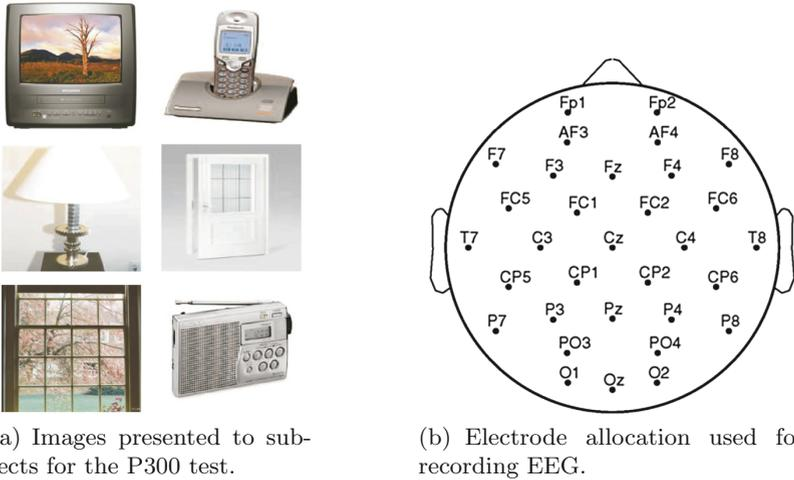 Fp1 Fp2
AF3 AF4
F7 F3 Fz F4 F8
FC5 FC1 FC2 FC6
T7 C3 Cz C4 T8
CP5 CP1 CP2 CP6
P7 P3 Pz P4 P8
PO3 PO4
O1 Oz O2
a) Images presented to sub-
ects for the P300 test.
(b) Electrode allocation used fo
recording EEG.